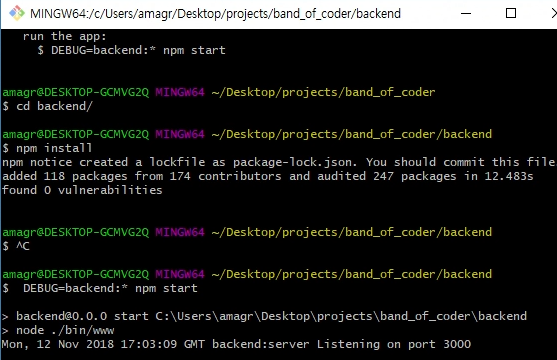 MINGW64:/c/Users/amagr/Desktop/projects/band_of_coder/backend
run the app:
$ DEBUG=backend:* npm start
amagr@DESKTOP-GCMVG2Q MINGW64 ~/Desktop/projects/band_of_coder
$ cd backend/
amagr@DESKTOP-GCMVG2Q MINGW64 ~/Desktop/projects/band_of_coder/backend
$ npm install
npm notice created a lockfile as package-lock.json. You should commit this file
added 118 packages from 174 contributors and audited 247 packages in 12.483s
found 0 vulnerabilities
amagr@DESKTOP-GCMVG2Q MINGW64 ~/Desktop/projects/band_of_coder/backend
$ ^C
amagr@DESKTOP-GCMVG2Q MINGW64 ~/Desktop/projects/band_of_coder/backend
$  DEBUG=backend:* npm start
> backend@0.0.0 start C:\Users\amagr\Desktop\projects\band_of_coder\backend
> node ./bin/www
Mon, 12 Nov 2018 17:03:09 GMT backend:server Listening on port 3000